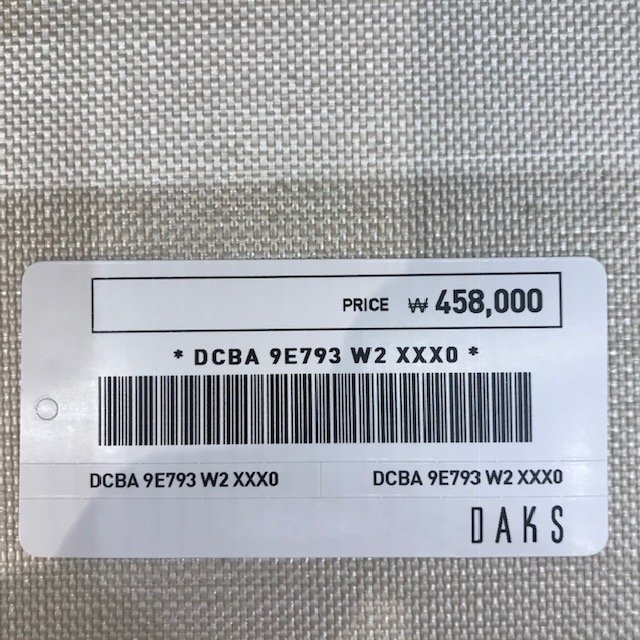 PRICE ₩ 458,000
* DCBA 9E793 W2 XXX0 *
DCBA 9E793 W2 XXX0 DCBA 9E793 W2 XXX0
DAKS